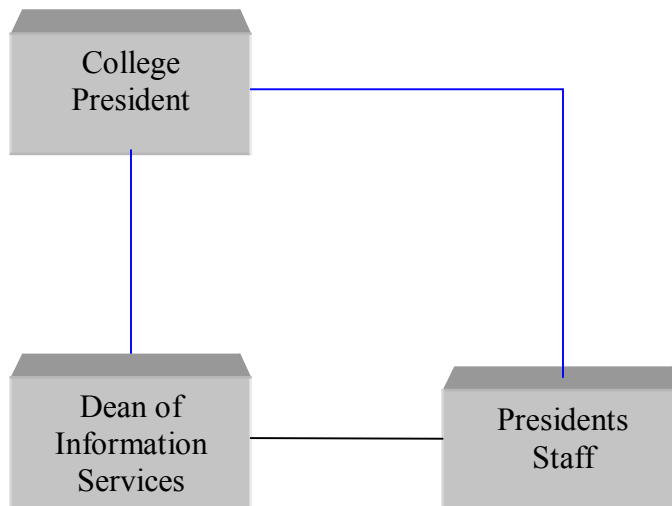 College
President
Dean of
Information
Services
Presidents
Staff